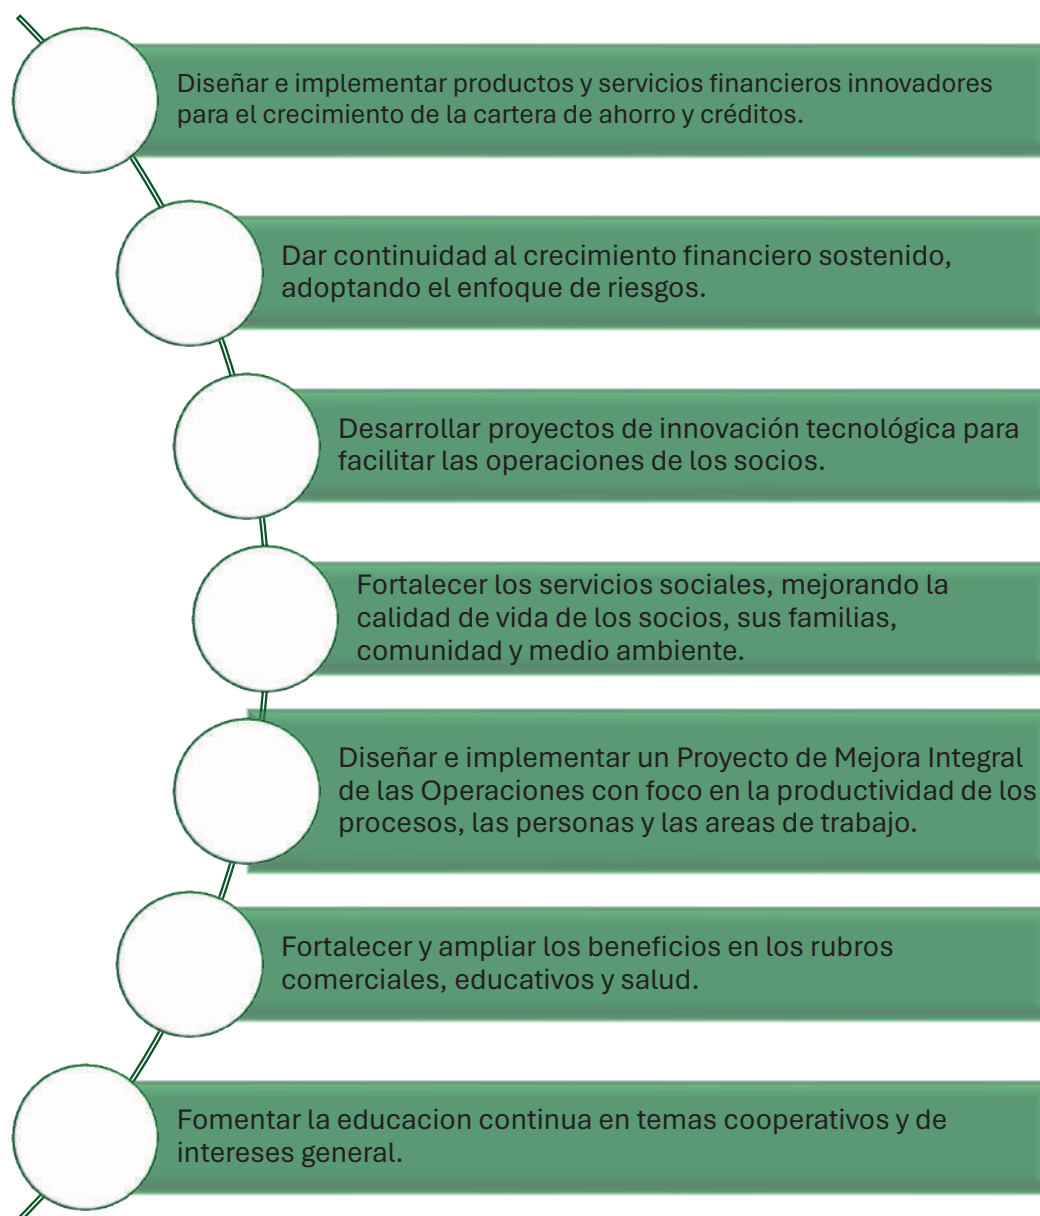 Diseñar e implementar productos y servicios financieros innovadores
para el crecimiento de la cartera de ahorro y créditos.
Dar continuidad al crecimiento financiero sostenido,
adoptando el enfoque de riesgos.
Desarrollar proyectos de innovación tecnológica para
facilitar las operaciones de los socios.
Fortalecer los servicios sociales, mejorando la
calidad de vida de los socios, sus familias,
comunidad y medio ambiente.
Diseñar e implementar un Proyecto de Mejora Integral
de las Operaciones con foco en la productividad de los
procesos, las personas y las areas de trabajo.
Fortalecer y ampliar los beneficios en los rubros
comerciales, educativos y salud.
Fomentar la educacion continua en temas cooperativos y de
intereses general.